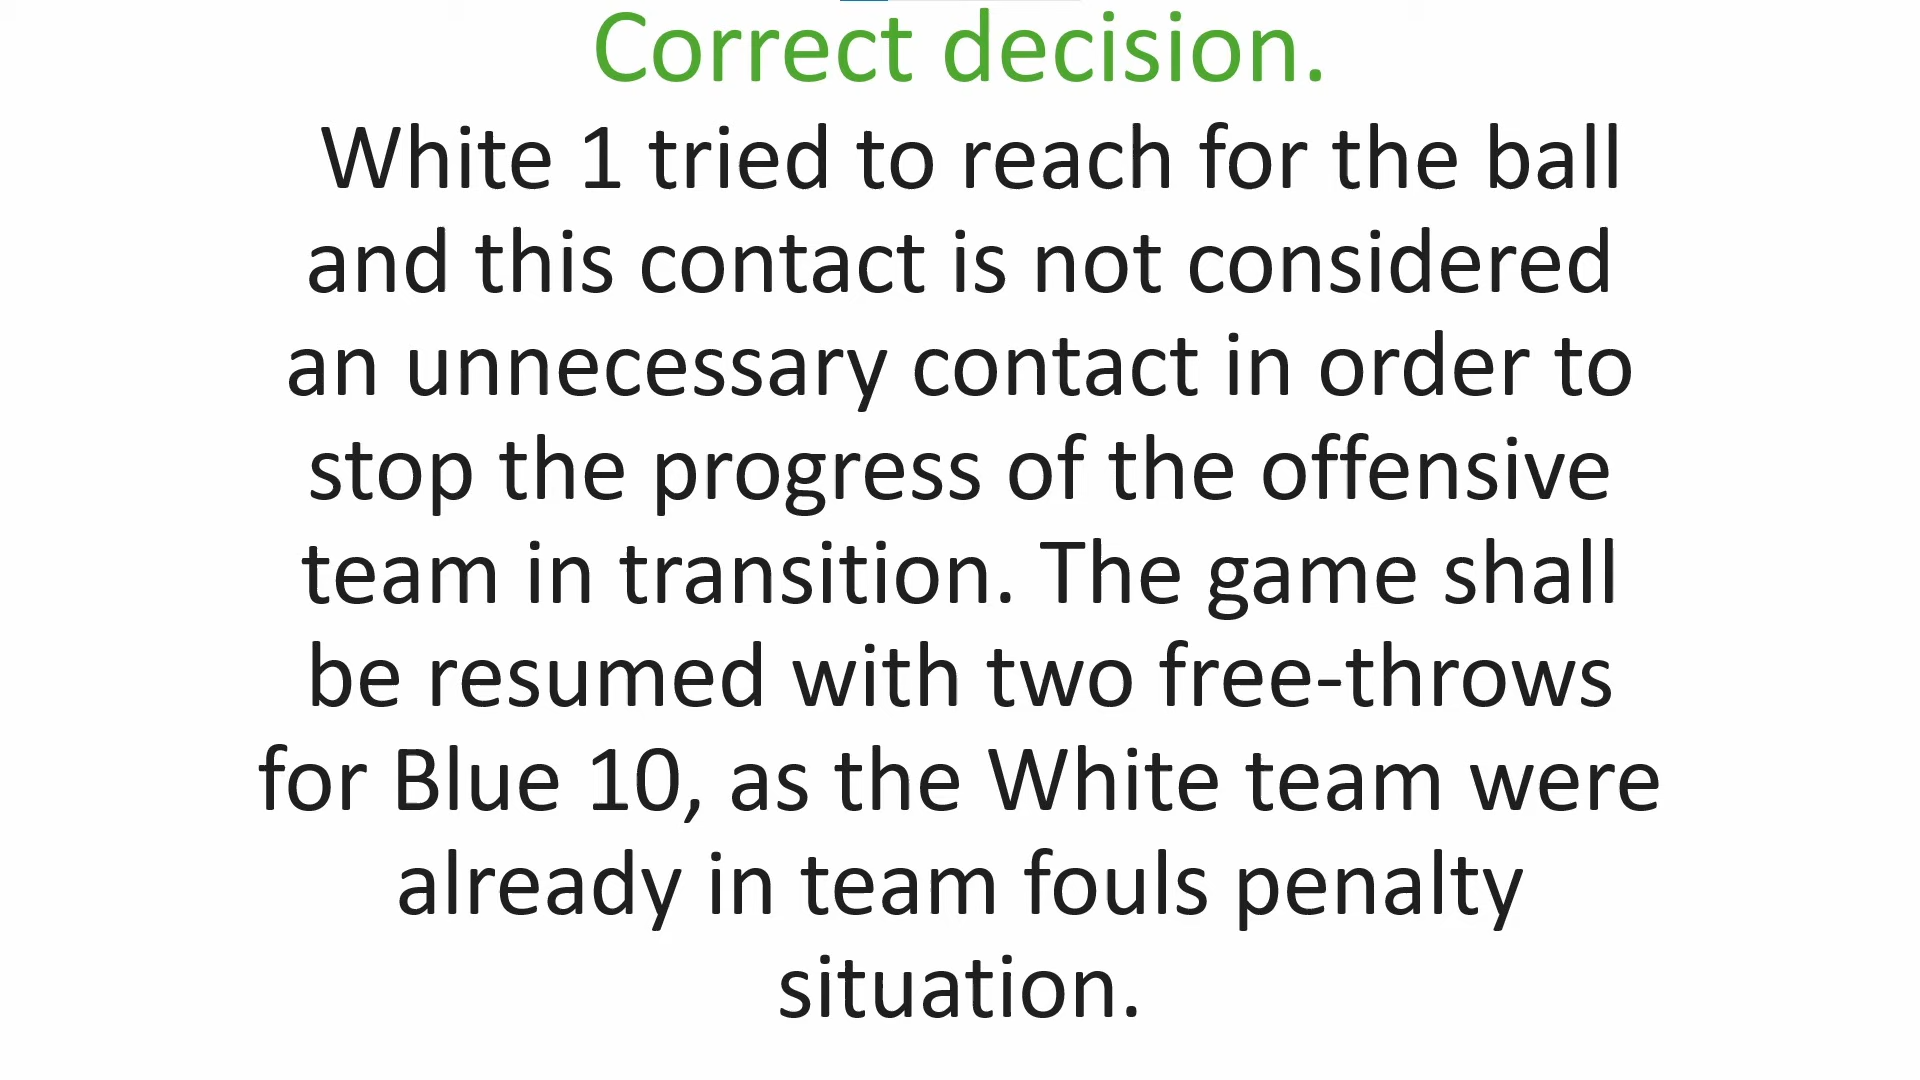 Correct decision.
White 1 tried to reach for the ball
and this contact is not considered
an unnecessary contact in order to
stop the progress of the offensive
team in transition. The game shall
be resumed with two free-throws
for Blue 10, as the White team were
already in team fouls penalty
situation.